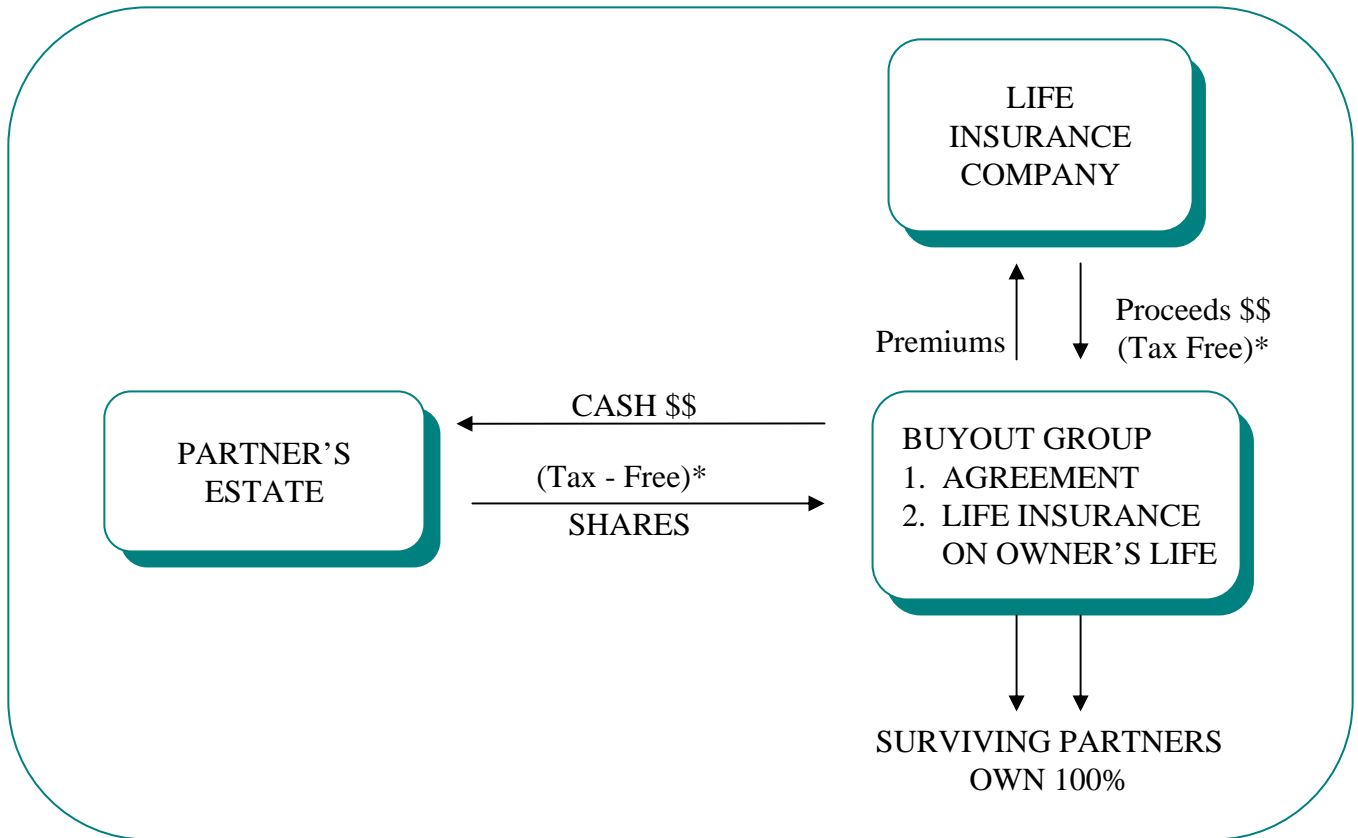 LIFE
INSURANCE
COMPANY
Premiums
Proceeds $$
(Tax Free)*
CASH $$
PARTNER’S
ESTATE
(Tax - Free)*
SHARES
BUYOUT GROUP
1. AGREEMENT
2. LIFE INSURANCE
ON OWNER’S LIFE
SURVIVING PARTNERS
OWN 100%